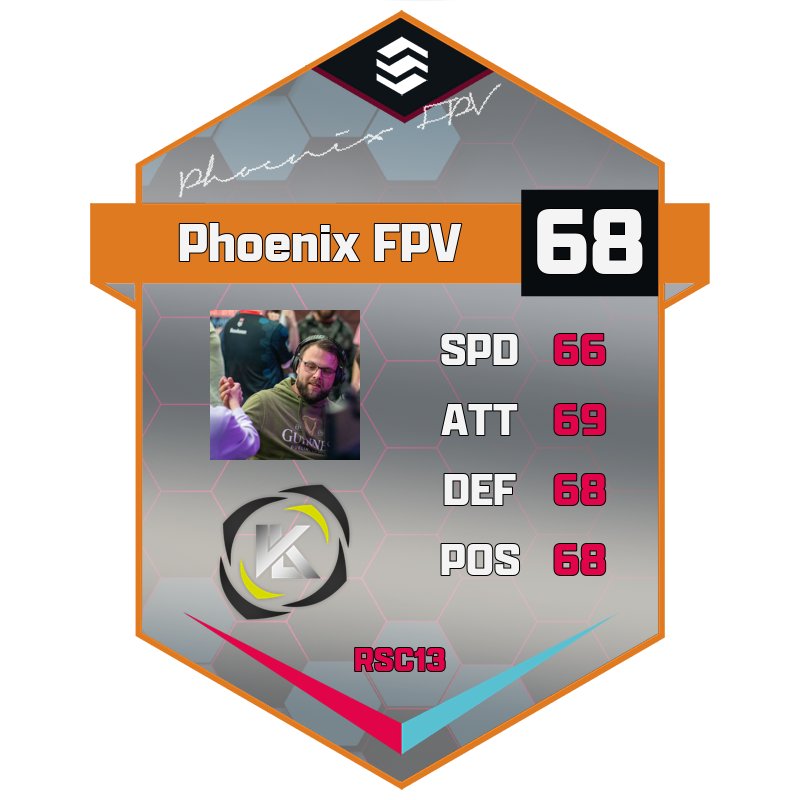 Phoenix FPV
Phoenix FPV
68
SPD 66
ATT 69
DEF 68
POS 68
RSC13